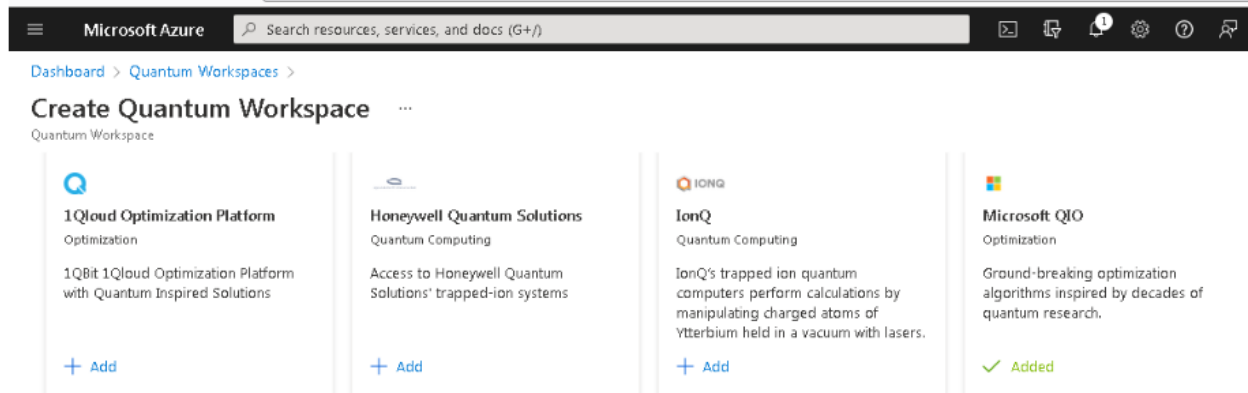 Microsoft Azure
Search resources, services, and docs (G+/)
1
Dashboard > Quantum Workspaces >
Create Quantum Workspace ...
Quantum Workspace
1Qloud Optimization Platform
Optimization
1QBit 1Qloud Optimization Platform
with Quantum Inspired Solutions
+ Add
Honeywell Quantum Solutions
Quantum Computing
Access to Honeywell Quantum
Solutions' trapped-ion systems
+ Add
IONQ
IonQ
Quantum Computing
IonQ's trapped ion quantum
computers perform calculations by
manipulating charged atoms of
Ytterbium held in a vacuum with lasers.
+ Add
Microsoft QIO
Optimization
Ground-breaking optimization
algorithms inspired by decades of
quantum research.
Added